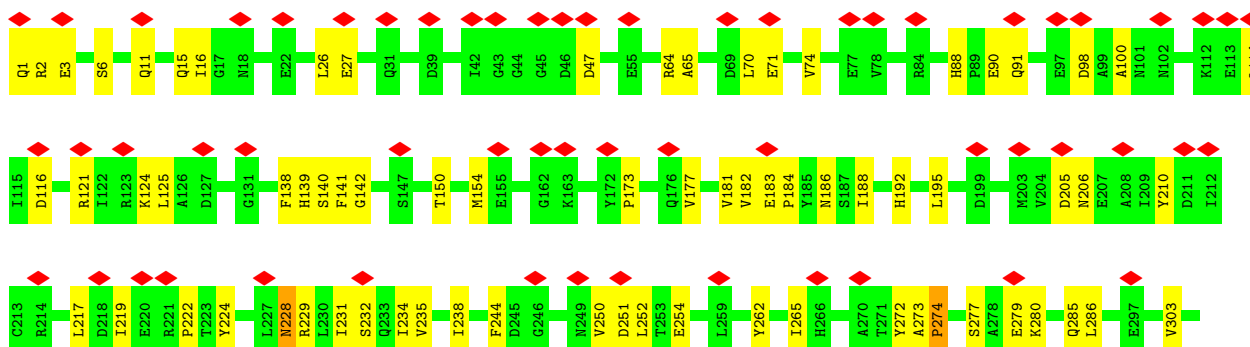 Q1 R2 E3 S6 Q11 Q15 I16 G17 N18 E22 L26 E27 Q31 D39 I42 G43 G44 G45 D46 D47 E55 R64 A65 D69 L70 E71 V74 E77 V78 R84 H88 P89 E90 Q91 E97 D98 A99 A100 N101 N102 K112 E113
I115 D116 R121 I122 R123 K124 L125 A126 D127 G131 F138 H139 S140 F141 G142 S147 T150 M154 E155 G162 K163 Y172 P173 Q176 V177 V181 V182 E183 P184 Y185 N186 S187 I188 H192 L195 D199 M203 V204 D205 N206 E207 A208 I209 Y210 D211 I212
C213 R214 L217 D218 I219 E220 R221 P222 T223 Y224 L227 N228 R229 L230 I231 S232 Q233 I234 V235 I238 F244 D245 G246 N249 V250 D251 L252 T253 E254 L259 Y262 I265 H266 A270 T271 Y272 A273 P274 S277 A278 E279 K280 Q285 L286 E297 V303